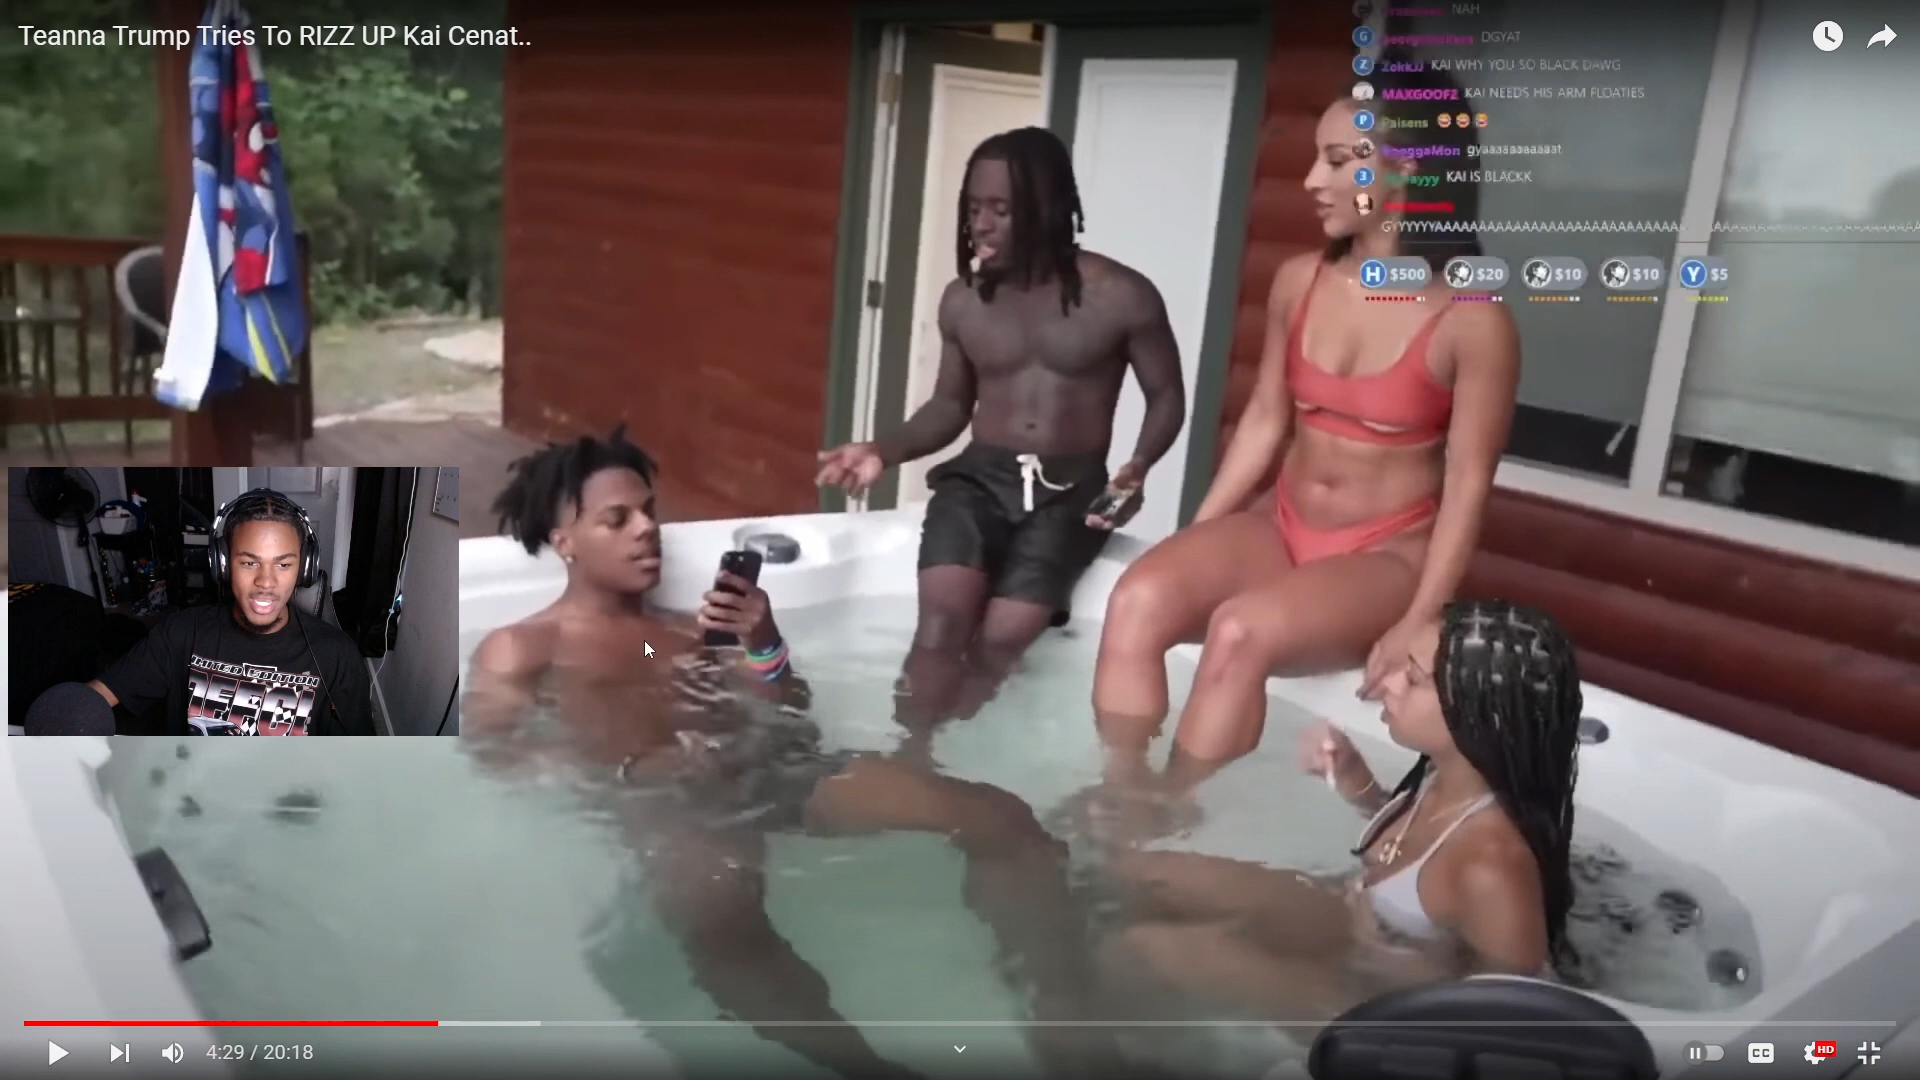 Teanna Trump Tries To RIZZ UP Kai Cenat..
NAH
DGYAT
KAI WHY YOU SO BLACK DAWG
MAXGOOFZ KAI NEEDS HIS ARM FLOATIES
Paisens
gyaaaaaaaaaat
KAI IS BLACKK
H $500 $20 $10 $10 Y $5
LIMITED EDITION
4:29 / 20:18
CC
HD